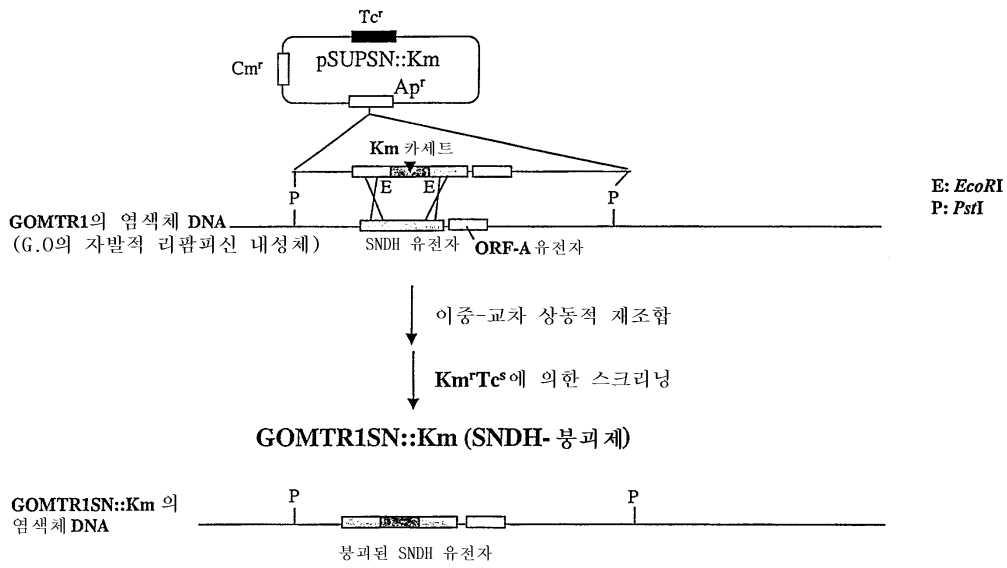 Tcʳ
pSUPSN::Km
Cmʳ
Apʳ
Km 카세트
E E
P P
E: EcoRI
P: PstI
GOMTR1의 염색체 DNA
(G.O의 자발적 리팜피신 내성체)
SNDH 유전자
ORF-A 유전자
이중-교차 상동적 재조합
KmʳTcˢ에 의한 스크리닝
GOMTR1SN::Km (SNDH- 붕괴제)
P P
GOMTR1SN::Km 의
염색체 DNA
붕괴된 SNDH 유전자